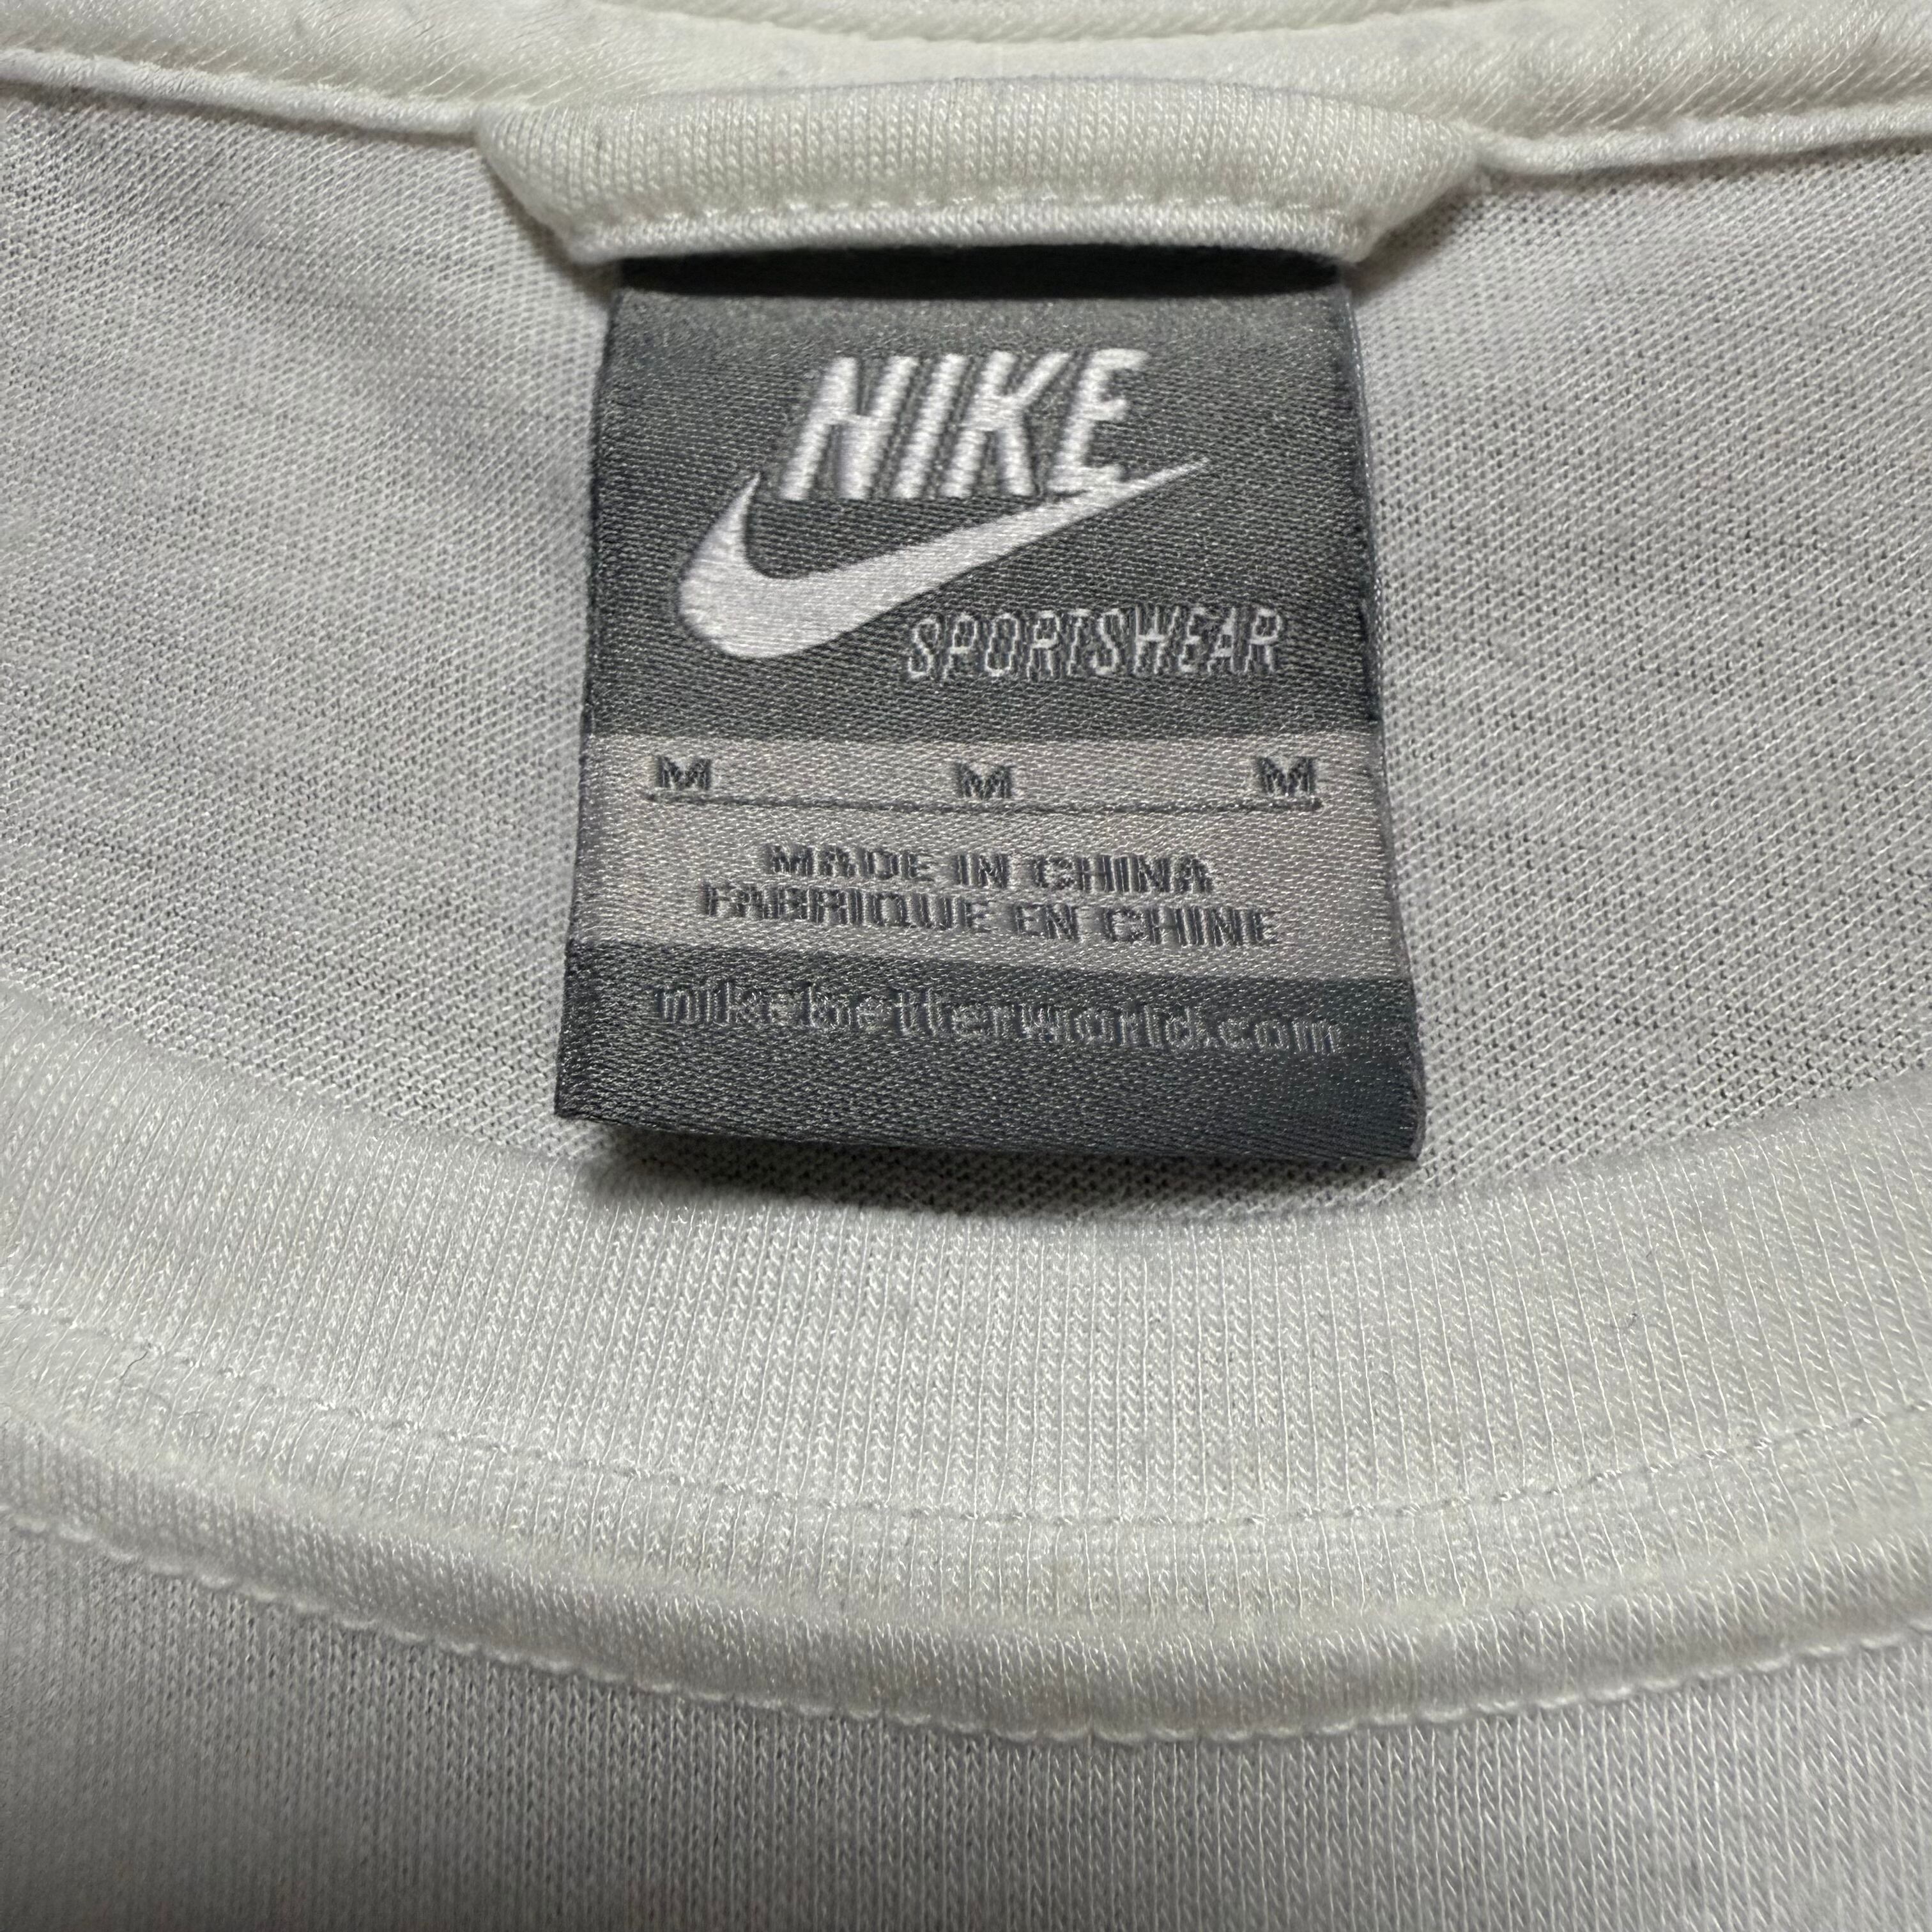 NIKE
SPORTSWEAR
M M M
MADE IN CHINA
FABRIQUE EN CHINE
nikebetterworld.com